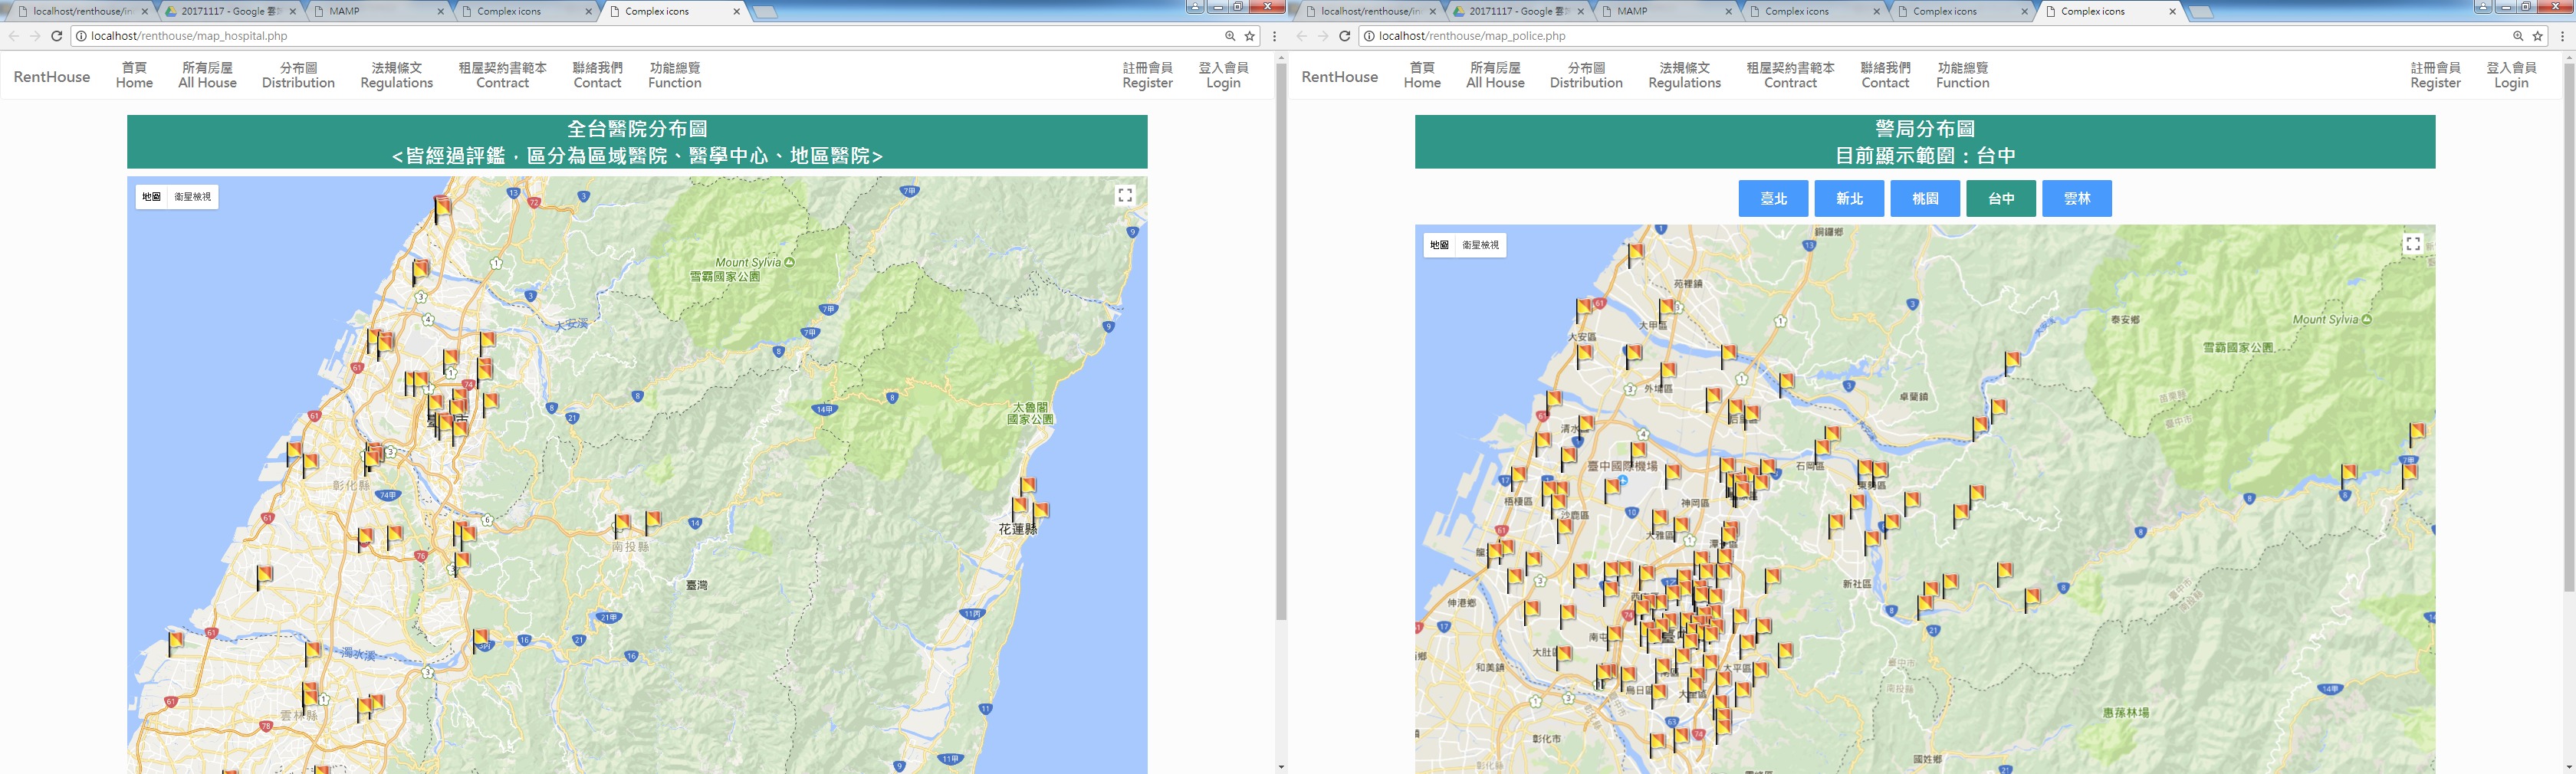 localhost/renthouse/in
20171117 - Google 雲
MAMP
Complex icons
Complex icons
localhost/renthouse/map_hospital.php
RentHouse
首頁
Home
所有房屋
All House
分布圖
Distribution
法規條文
Regulations
租屋契約書範本
Contract
聯絡我們
Contact
功能總覽
Function
註冊會員
Register
登入會員
Login
全台醫院分布圖
<皆經過評鑑，區分為區域醫院、醫學中心、地區醫院>
地圖
衛星檢視
Mount Sylvia
雪霸國家公園
大安溪
太魯閣
國家公園
彰化縣
花蓮縣
南投縣
臺灣
濁水溪
雲林縣
localhost/renthouse/in
20171117 - Google 雲
MAMP
Complex icons
Complex icons
Complex icons
localhost/renthouse/map_police.php
RentHouse
首頁
Home
所有房屋
All House
分布圖
Distribution
法規條文
Regulations
租屋契約書範本
Contract
聯絡我們
Contact
功能總覽
Function
註冊會員
Register
登入會員
Login
警局分布圖
目前顯示範圍：台中
臺北
新北
桃園
台中
雲林
地圖
衛星檢視
銅鑼鄉
苑裡鎮
大甲區
泰安鄉
Mount Sylvia
大安區
雪霸國家公園
外埔區
卓蘭鎮
苗栗縣
臺中市
清水
臺中國際機場
石岡區
東勢區
梧棲區
神岡區
沙鹿區
大雅區
新社區
伸港鄉
南屯
大肚
和美鎮
大平區
烏日
臺中市
南投縣
惠蓀林場
彰化市
彰化縣
國姓鄉